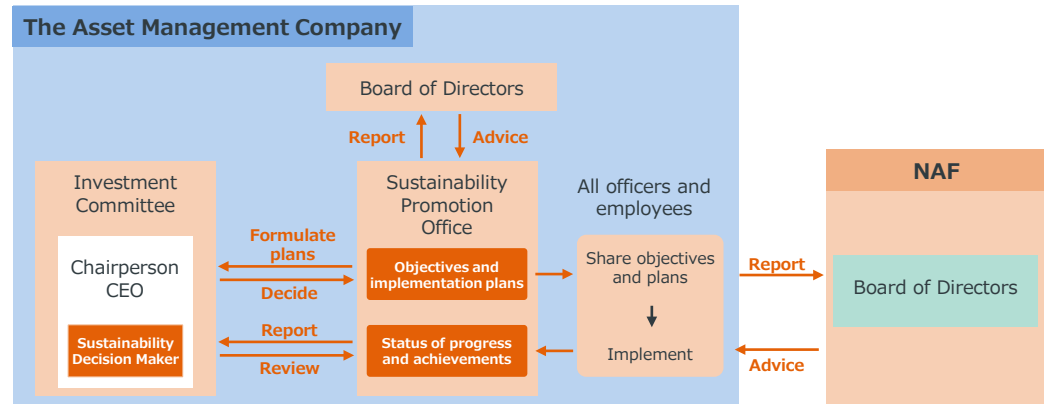 The Asset Management Company
Board of Directors
Report
Advice
Investment
Committee
Chairperson
CEO
Sustainability
Decision Maker
Formulate
plans
Decide
Report
Review
Sustainability
Promotion
Office
Objectives and
implementation plans
Status of progress
and achievements
All officers and
employees
Share objectives
and plans
Implement
Report
Advice
NAF
Board of Directors